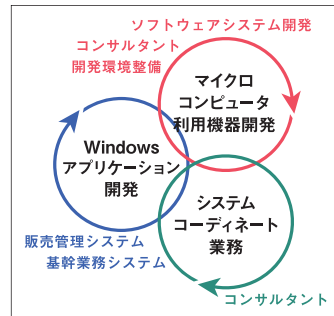 ソフトウェアシステム開発
コンサルタント
開発環境整備
マイクロ
コンピュータ
利用機器開発
Windows
アプリケーション
開発
システム
コーディネート
業務
販売管理システム
基幹業務システム
コンサルタント